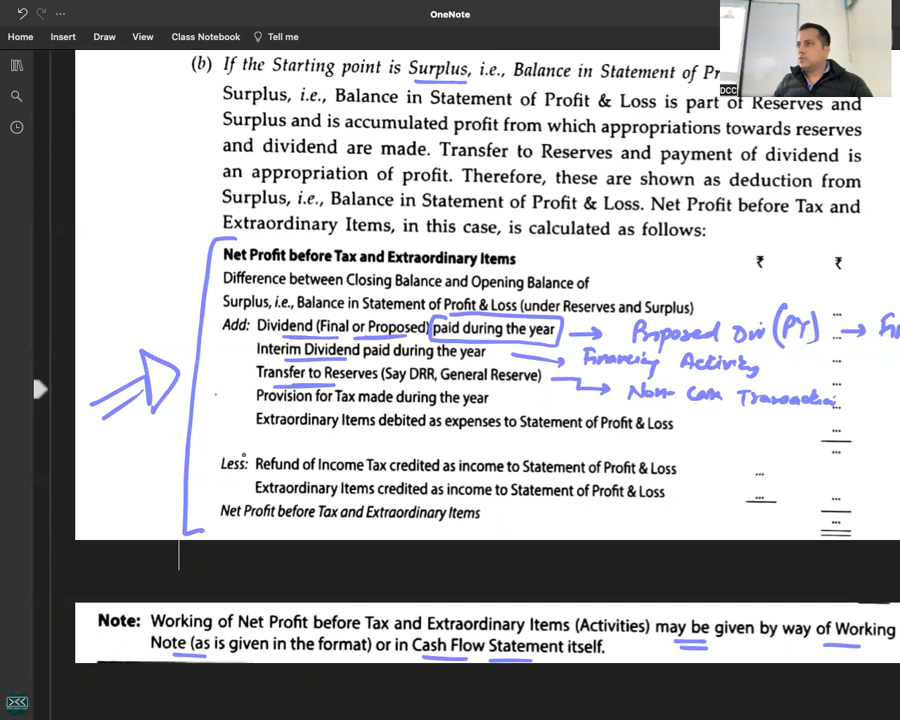 OneNote
Home Insert Draw View Class Notebook Tell me
(b) If the Starting point is Surplus, i.e., Balance in Statement of Pr
Surplus, i.e., Balance in Statement of Profit & Loss is part of Reserves and
Surplus and is accumulated profit from which appropriations towards reserves
and dividend are made. Transfer to Reserves and payment of dividend is
an appropriation of profit. Therefore, these are shown as deduction from
Surplus, i.e., Balance in Statement of Profit & Loss. Net Profit before Tax and
Extraordinary Items, in this case, is calculated as follows:
Net Profit before Tax and Extraordinary Items ₹ ₹
Difference between Closing Balance and Opening Balance of
Surplus, i.e., Balance in Statement of Profit & Loss (under Reserves and Surplus) ...
Add: Dividend (Final or Proposed) paid during the year → Proposed Div (PY) ... →
Interim Dividend paid during the year → Financing Activity ...
Transfer to Reserves (Say DRR, General Reserve) → Non-Cash Transaction ...
Provision for Tax made during the year ...
Extraordinary Items debited as expenses to Statement of Profit & Loss ...
...
Less: Refund of Income Tax credited as income to Statement of Profit & Loss ...
Extraordinary Items credited as income to Statement of Profit & Loss ... ...
Net Profit before Tax and Extraordinary Items ...
Note: Working of Net Profit before Tax and Extraordinary Items (Activities) may be given by way of Working
Note (as is given in the format) or in Cash Flow Statement itself.
DCC